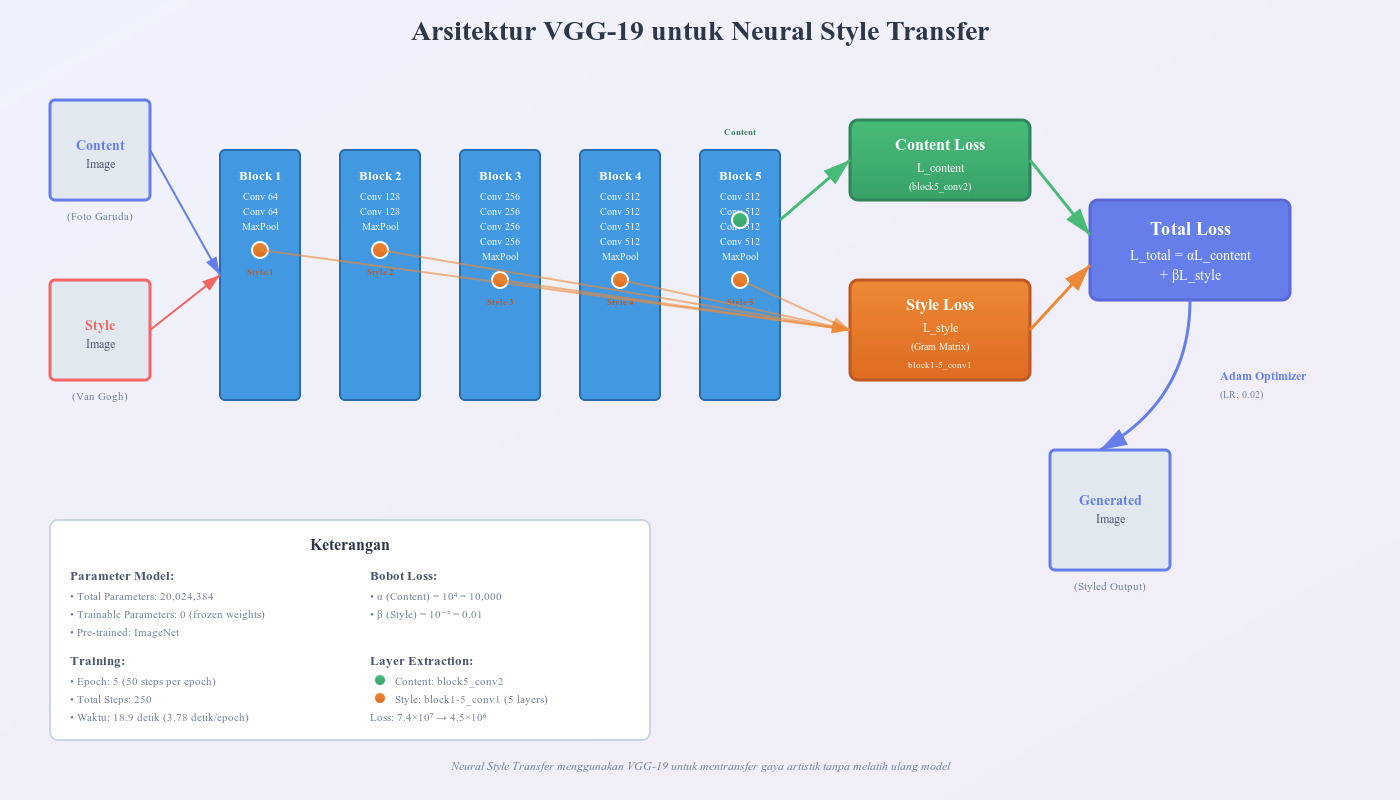 Arsitektur VGG-19 untuk Neural Style Transfer
Content
Image
(Foto Garuda)
Style
Image
(Van Gogh)
Block 1
Conv 64
Conv 64
MaxPool
Style 1
Block 2
Conv 128
Conv 128
MaxPool
Style 2
Block 3
Conv 256
Conv 256
Conv 256
Conv 256
MaxPool
Style 3
Block 4
Conv 512
Conv 512
Conv 512
Conv 512
MaxPool
Style 4
Content
Block 5
Conv 512
Conv 512
Conv 512
Conv 512
MaxPool
Style 5
Content Loss
L_content
(block5_conv2)
Style Loss
L_style
(Gram Matrix)
block1-5_conv1
Total Loss
L_total = αL_content
+ βL_style
Adam Optimizer
(LR: 0.02)
Generated
Image
(Styled Output)
Keterangan
Parameter Model:
• Total Parameters: 20,024,384
• Trainable Parameters: 0 (frozen weights)
• Pre-trained: ImageNet
Bobot Loss:
• α (Content) = 10⁴ = 10,000
• β (Style) = 10⁻² = 0.01
Training:
• Epoch: 5 (50 steps per epoch)
• Total Steps: 250
• Waktu: 18.9 detik (3.78 detik/epoch)
Layer Extraction:
Content: block5_conv2
Style: block1-5_conv1 (5 layers)
Loss: 7.4×10⁷ → 4.5×10⁶
Neural Style Transfer menggunakan VGG-19 untuk mentransfer gaya artistik tanpa melatih ulang model